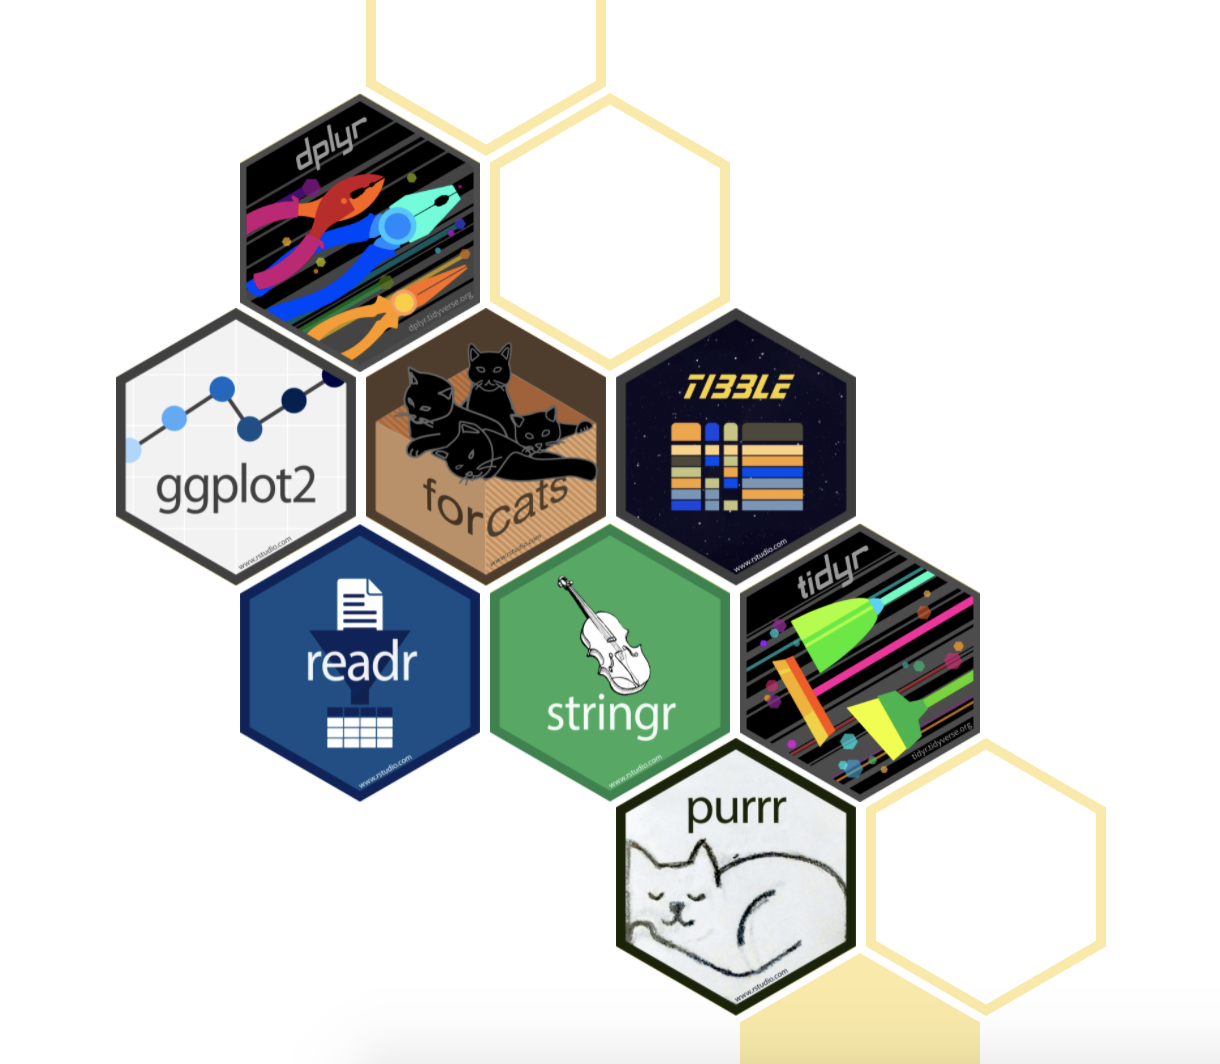 dplyr
dplyr.tidyverse.org
ggplot2
www.rstudio.com
forcats
www.rstudio.com
TIBBLE
www.rstudio.com
readr
www.rstudio.com
stringr
www.rstudio.com
tidyr
tidyr.tidyverse.org
purrr
www.rstudio.com